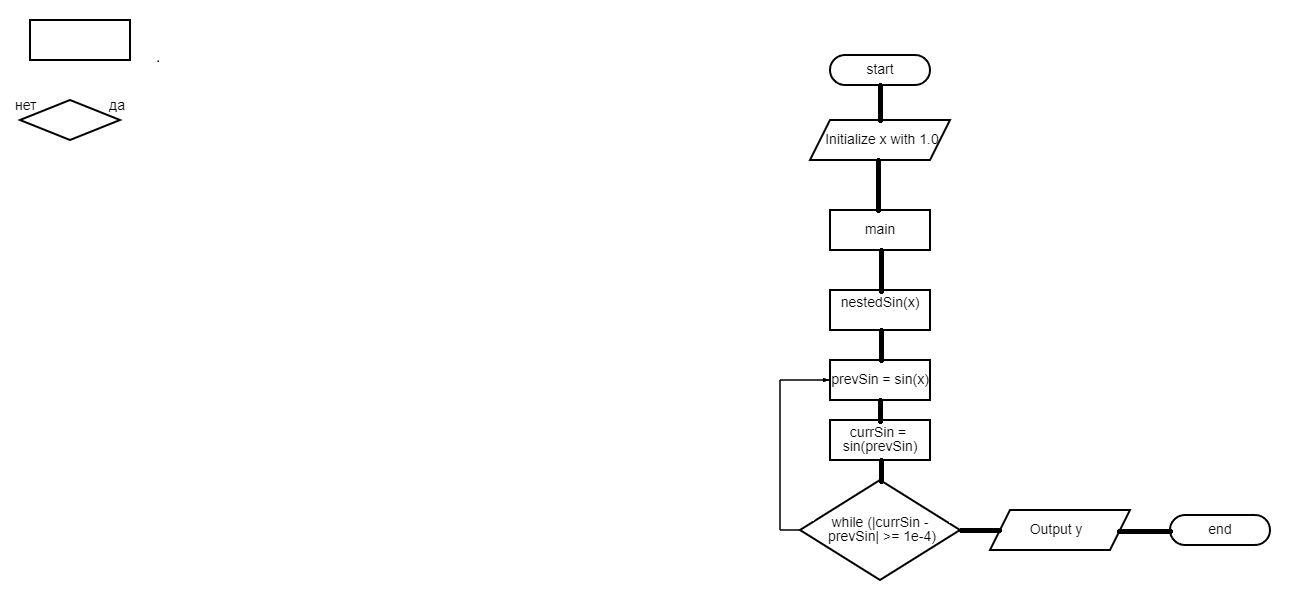 нет
да
.
start
Initialize x with 1.0
main
nestedSin(x)
prevSin = sin(x)
currSin =
sin(prevSin)
while (|currSin -
prevSin| >= 1e-4)
Output y
end